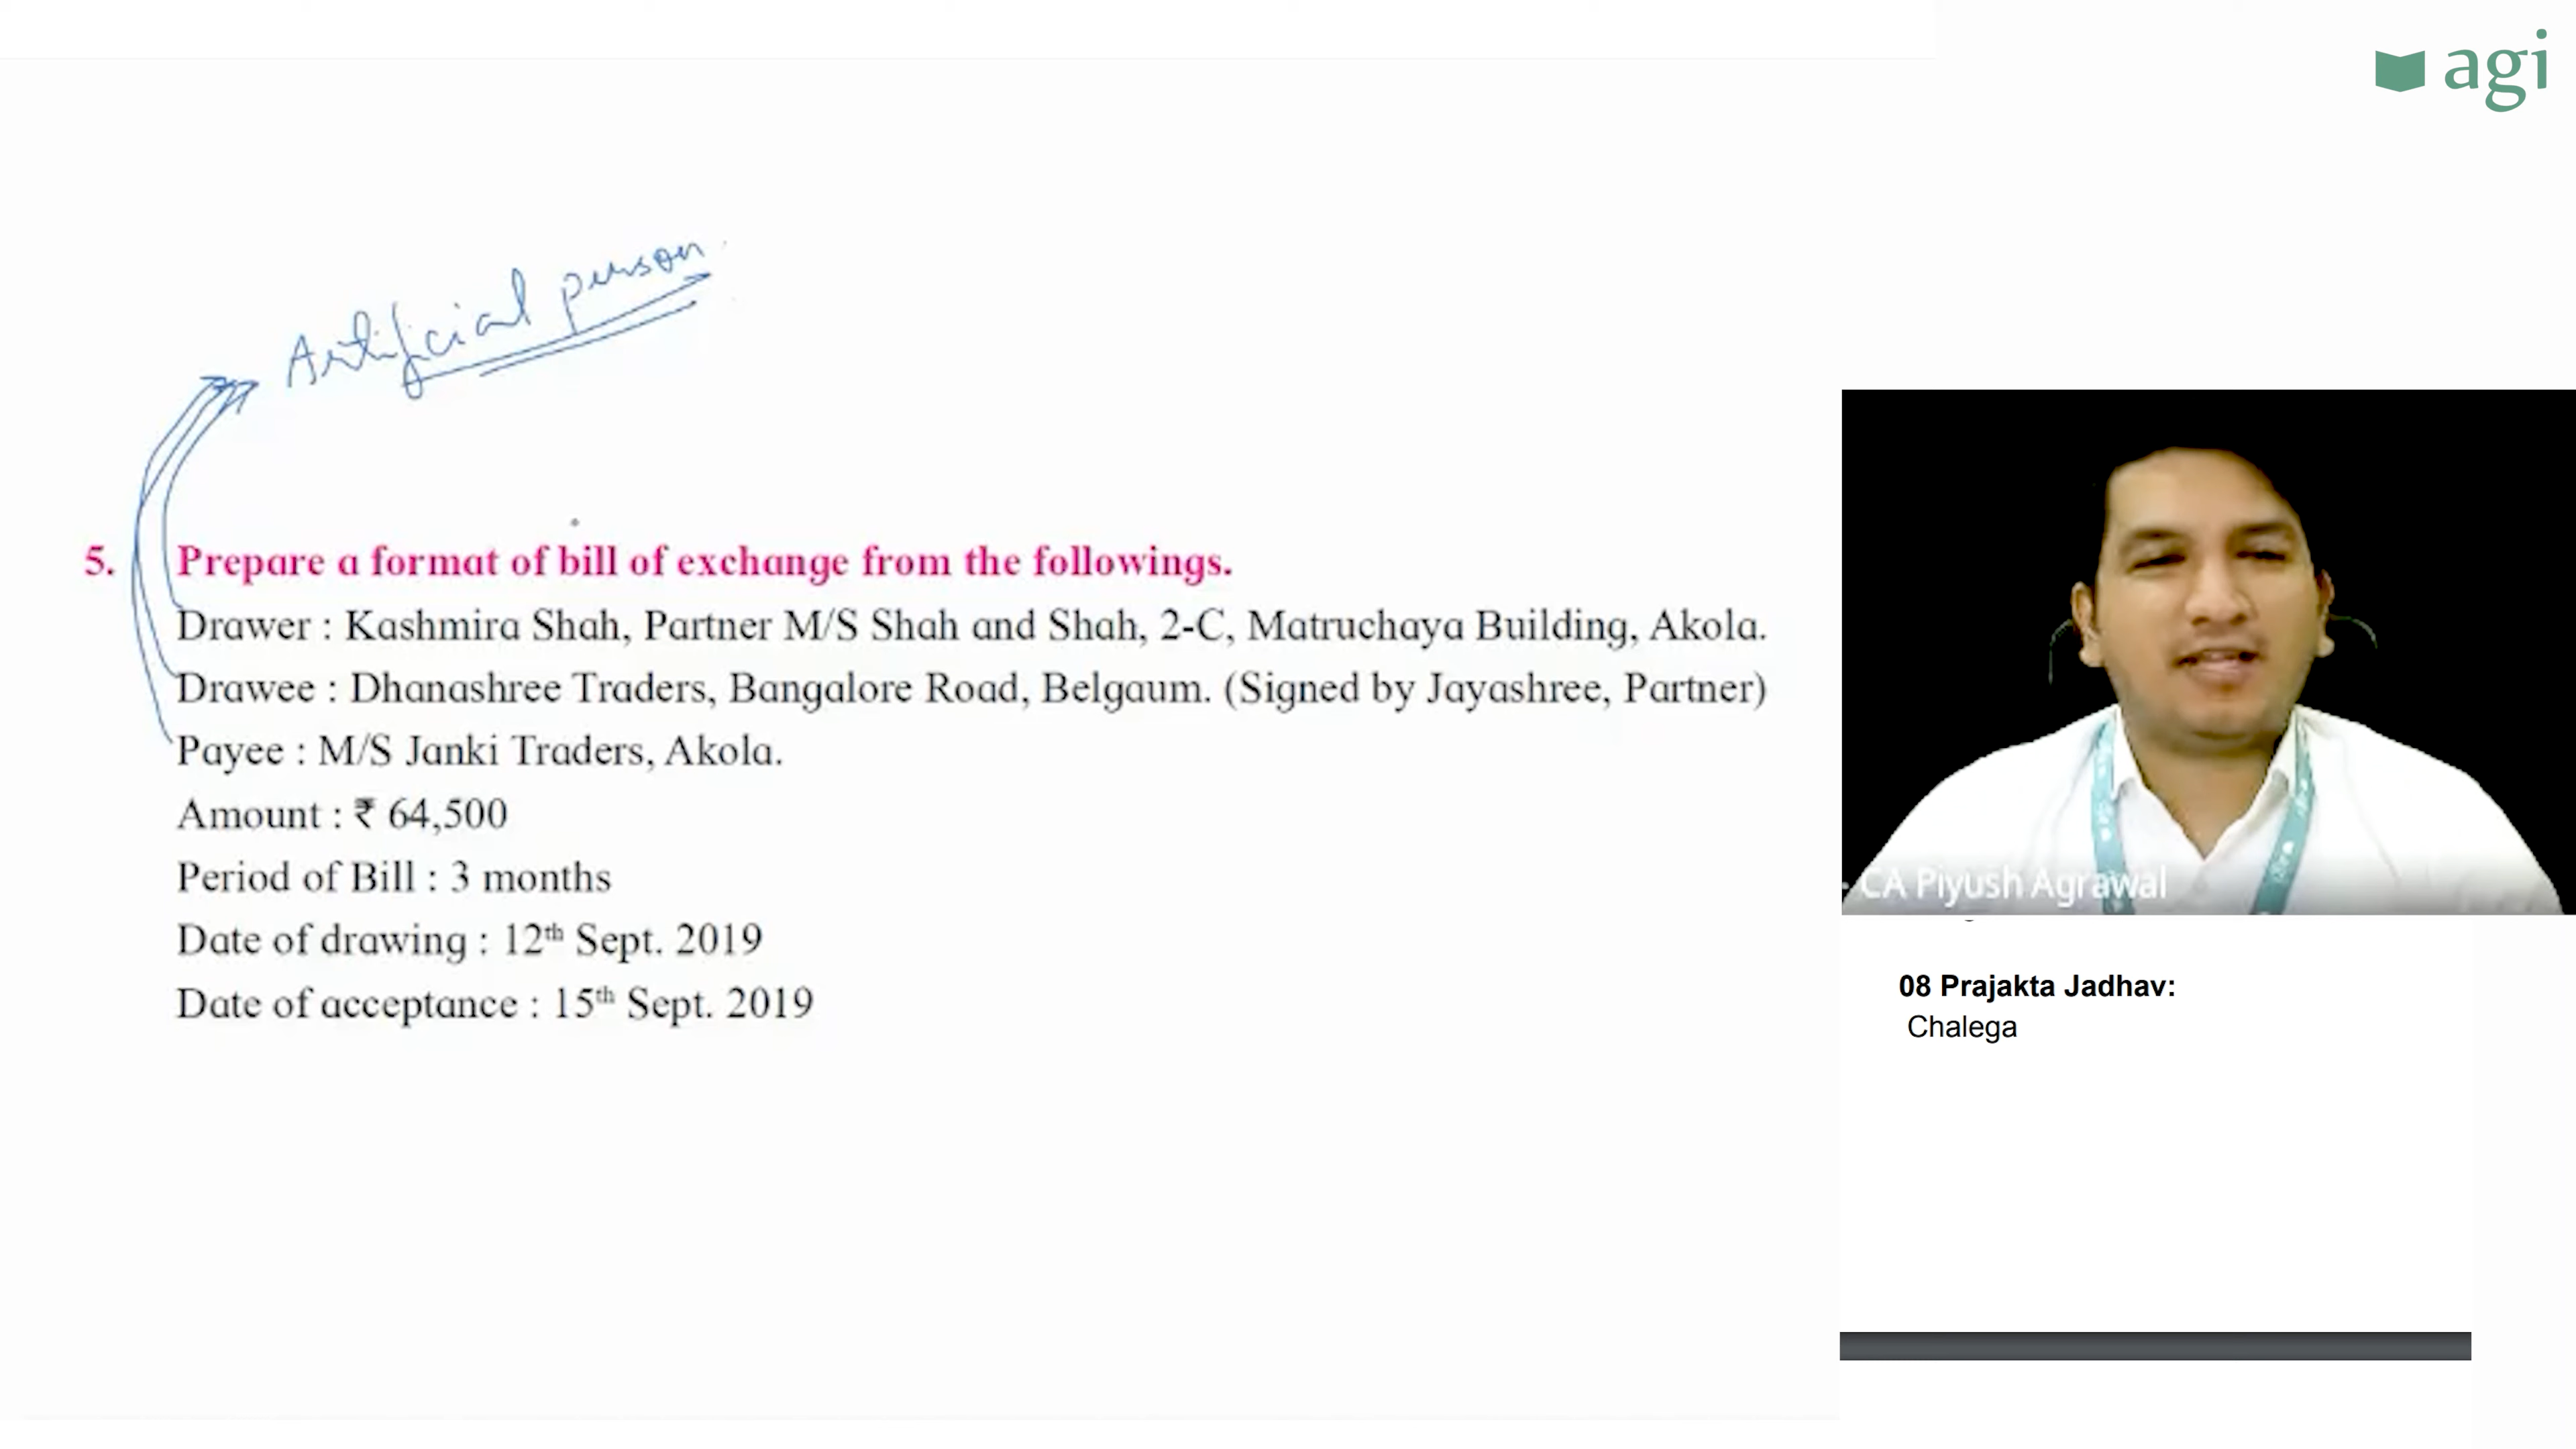 agi
Artificial person
5. Prepare a format of bill of exchange from the followings.
Drawer : Kashmira Shah, Partner M/S Shah and Shah, 2-C, Matruchaya Building, Akola.
Drawee : Dhanashree Traders, Bangalore Road, Belgaum. (Signed by Jayashree, Partner)
Payee : M/S Janki Traders, Akola.
Amount : ₹ 64,500
Period of Bill : 3 months
Date of drawing : 12th Sept. 2019
Date of acceptance : 15th Sept. 2019
CA Piyush Agrawal
08 Prajakta Jadhav:
Chalega